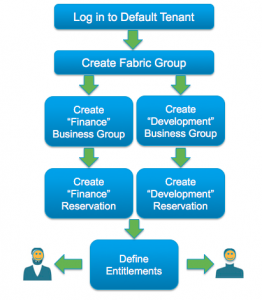 Log in to Default Tenant
Create Fabric Group
Create
“Finance”
Business Group
Create
“Development”
Business Group
Create
“Finance”
Reservation
Create
“Development”
Reservation
Define
Entitlements